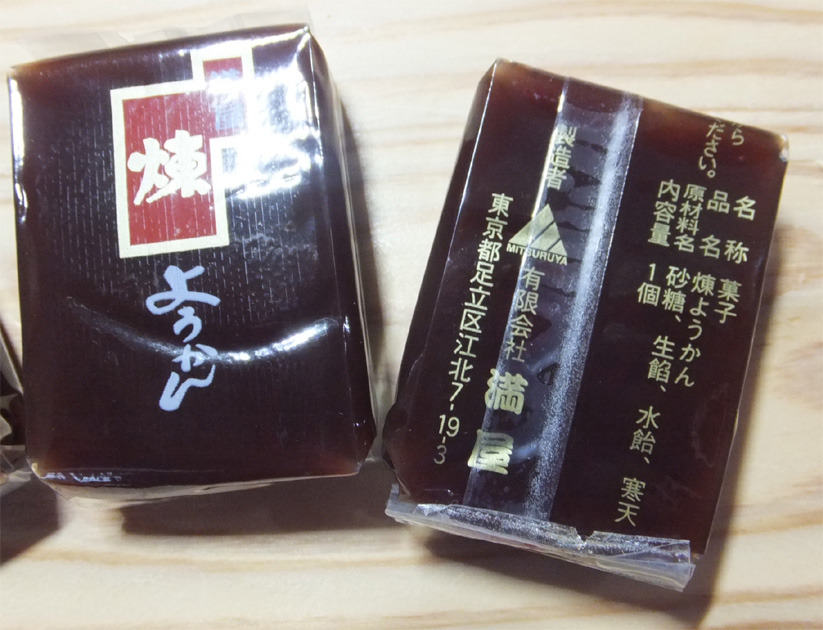 煉
ようかん
から
ださい。
名称 菓子
品名 煉ようかん
原材料名 砂糖、生餡、水飴、寒天
内容量 1個
製造者
MITSURUYA
有限会社 満屋
東京都足立区江北7-19-3